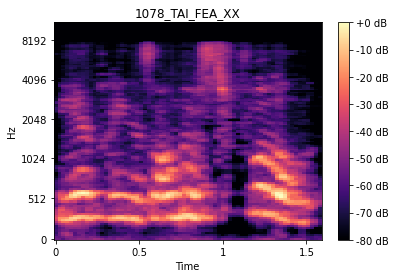 1078_TAI_FEA_XX
+0 dB
8192
-10 dB
4096
-20 dB
-30 dB
2048
Hz
-40 dB
1024
-50 dB
-60 dB
512
-70 dB
0
-80 dB
0
0.5
1
1.5
Time